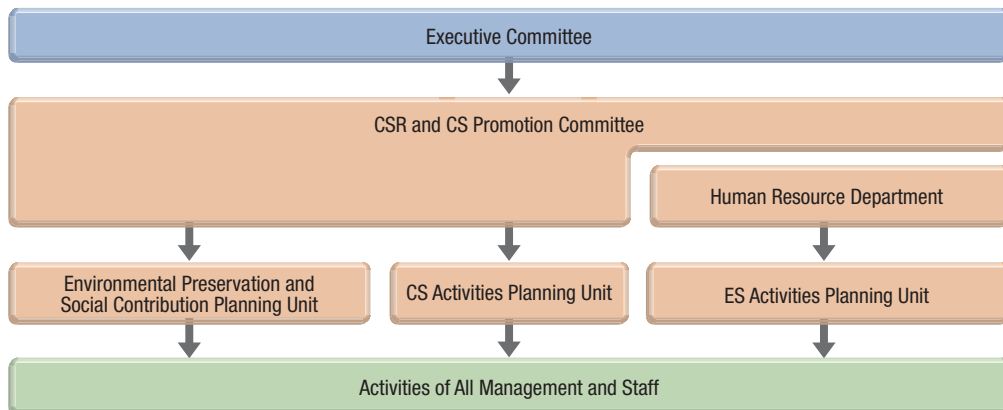 Executive Committee
CSR and CS Promotion Committee
Human Resource Department
Environmental Preservation and
Social Contribution Planning Unit
CS Activities Planning Unit
ES Activities Planning Unit
Activities of All Management and Staff